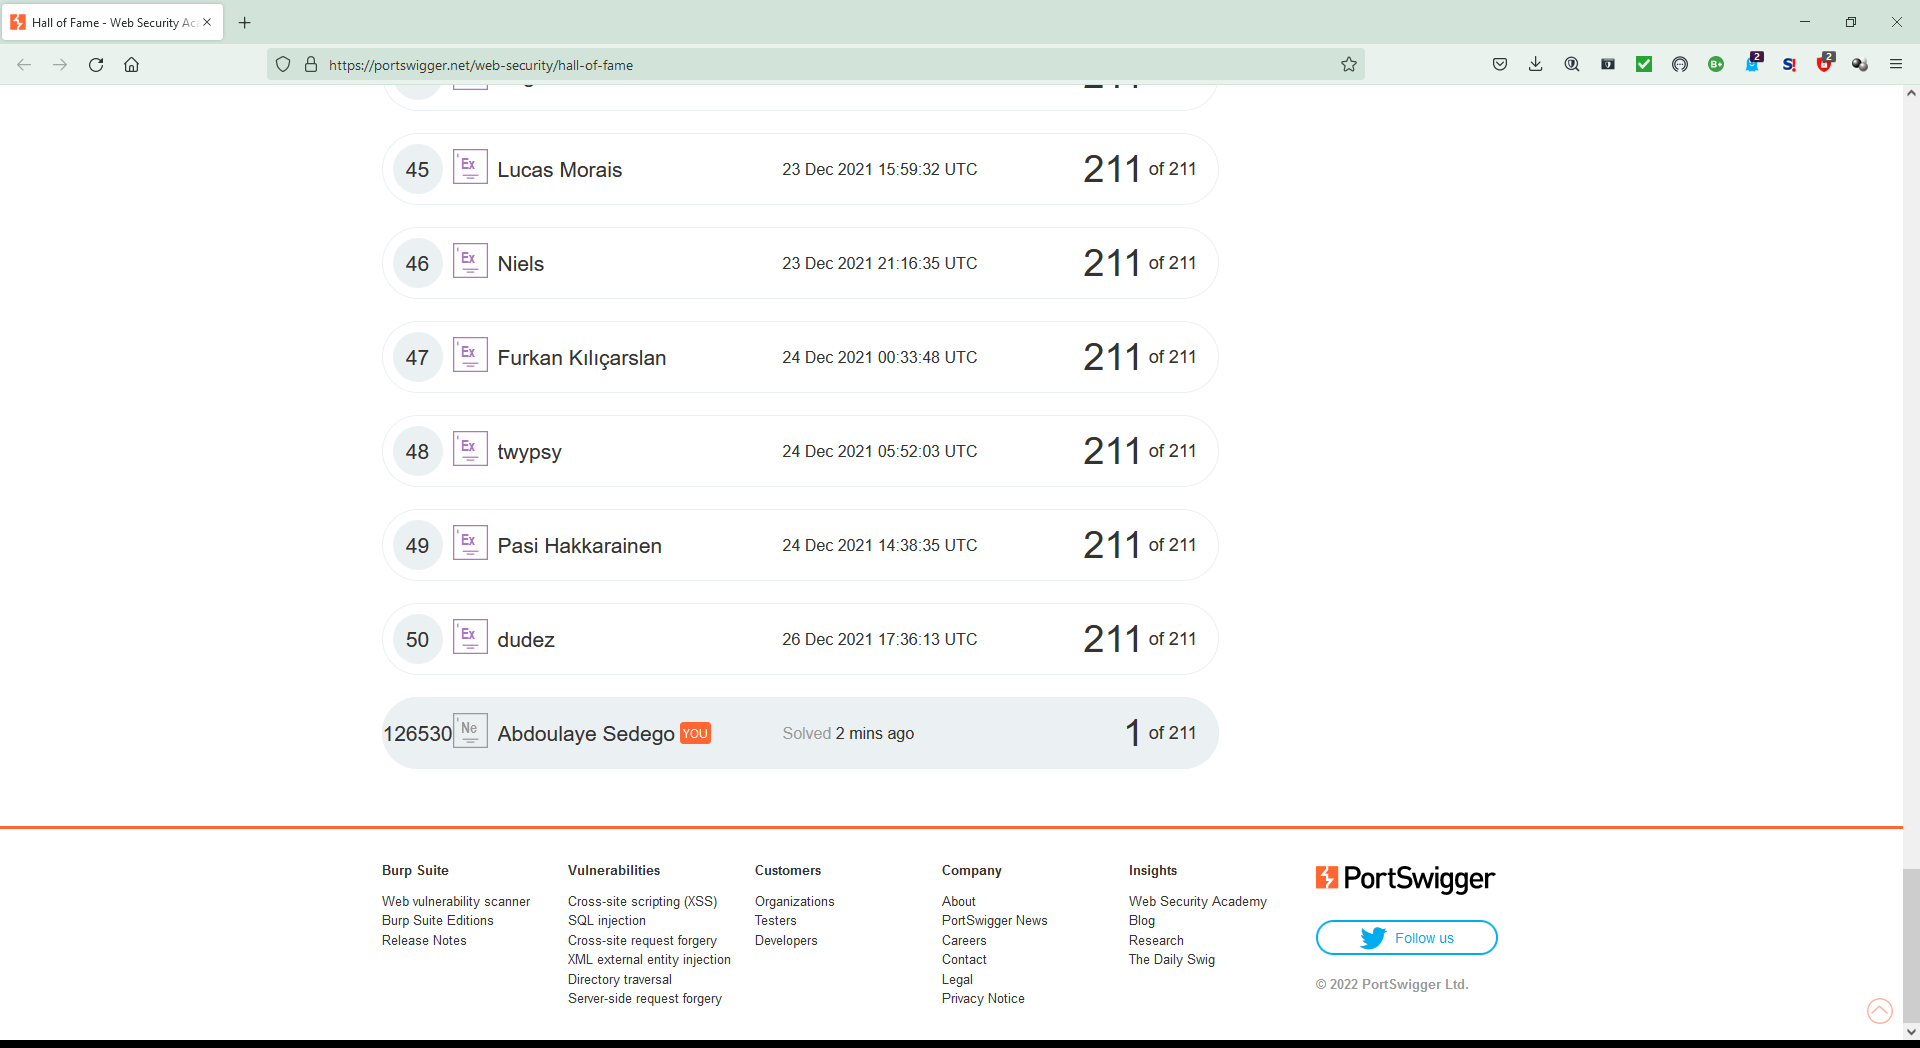 Hall of Fame - Web Security Ac
https://portswigger.net/web-security/hall-of-fame
2
2
45 Ex Lucas Morais 23 Dec 2021 15:59:32 UTC 211 of 211
46 Ex Niels 23 Dec 2021 21:16:35 UTC 211 of 211
47 Ex Furkan Kılıçarslan 24 Dec 2021 00:33:48 UTC 211 of 211
48 Ex twypsy 24 Dec 2021 05:52:03 UTC 211 of 211
49 Ex Pasi Hakkarainen 24 Dec 2021 14:38:35 UTC 211 of 211
50 Ex dudez 26 Dec 2021 17:36:13 UTC 211 of 211
126530 Ne Abdoulaye Sedego YOU Solved 2 mins ago 1 of 211
Burp Suite
Web vulnerability scanner
Burp Suite Editions
Release Notes
Vulnerabilities
Cross-site scripting (XSS)
SQL injection
Cross-site request forgery
XML external entity injection
Directory traversal
Server-side request forgery
Customers
Organizations
Testers
Developers
Company
About
PortSwigger News
Careers
Contact
Legal
Privacy Notice
Insights
Web Security Academy
Blog
Research
The Daily Swig
PortSwigger
Follow us
© 2022 PortSwigger Ltd.